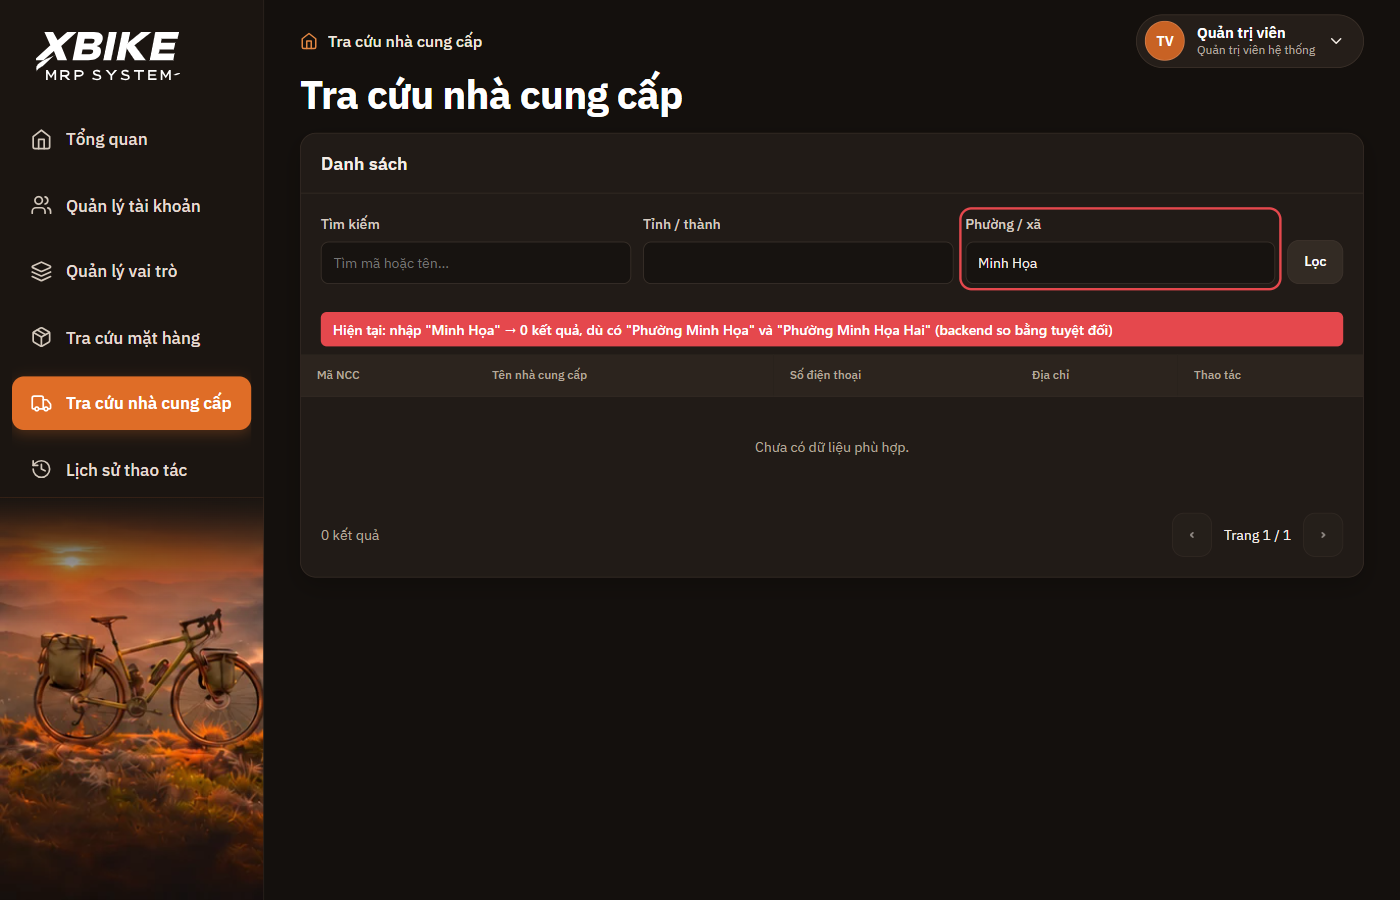 XBIKE
MRP SYSTEM
Tổng quan
Quản lý tài khoản
Quản lý vai trò
Tra cứu mặt hàng
Tra cứu nhà cung cấp
Lịch sử thao tác
Tra cứu nhà cung cấp
TV
Quản trị viên
Quản trị viên hệ thống
Tra cứu nhà cung cấp
Danh sách
Tìm kiếm
Tỉnh / thành
Phường / xã
Tìm mã hoặc tên...
Minh Họa
Lọc
Hiện tại: nhập "Minh Họa" → 0 kết quả, dù có "Phường Minh Họa" và "Phường Minh Họa Hai" (backend so bằng tuyệt đối)
Mã NCC Tên nhà cung cấp Số điện thoại Địa chỉ Thao tác
Chưa có dữ liệu phù hợp.
0 kết quả
‹ Trang 1 / 1 ›